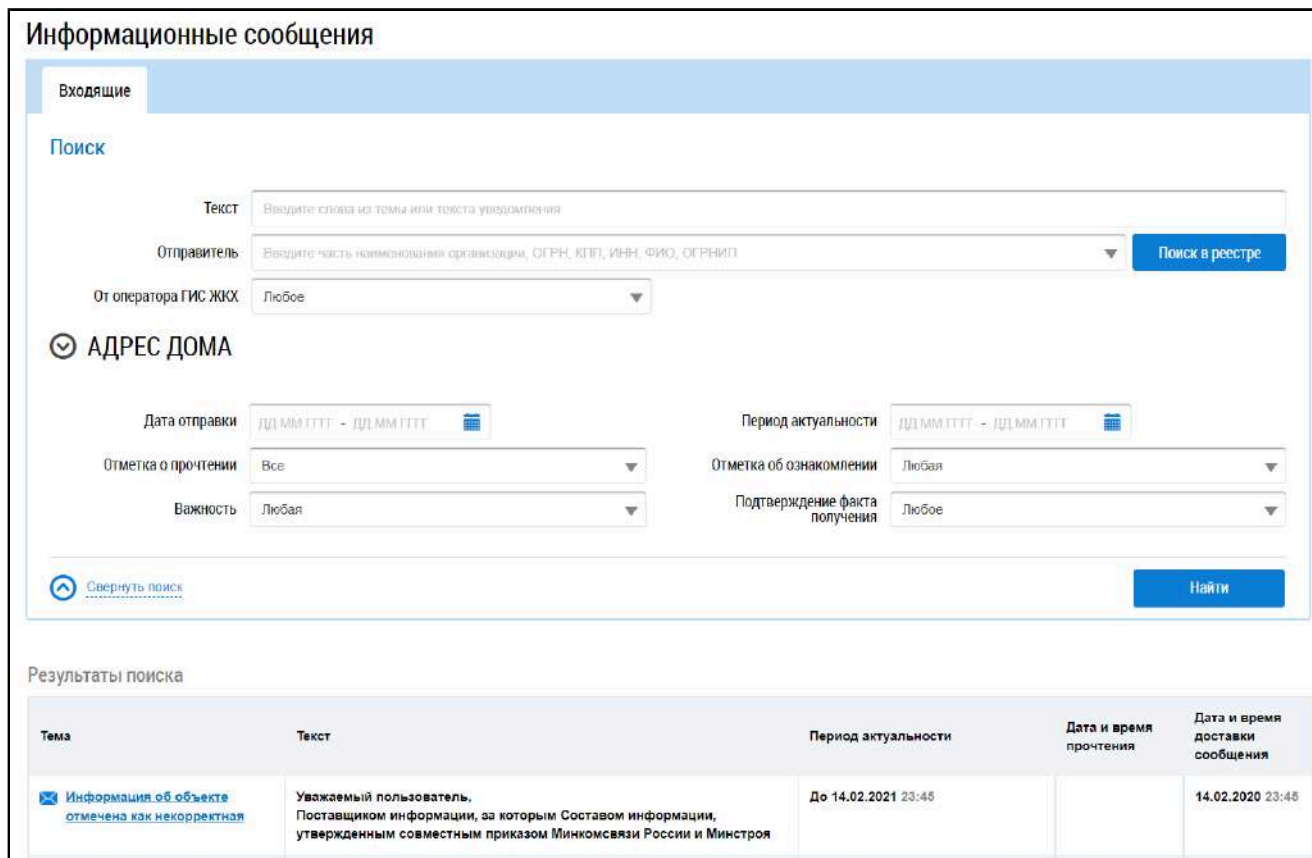 Информационные сообщения
Входящие
Поиск
Текст Введите слова из темы или текста уведомления
Отправитель Введите часть наименования организации, ОГРН, КПП, ИНН, ФИО, ОГРНИП Поиск в реестре
От оператора ГИС ЖКХ Любое
АДРЕС ДОМА
Дата отправки ДД.ММ.ГГГГ - ДД.ММ.ГГГГ Период актуальности ДД.ММ.ГГГГ - ДД.ММ.ГГГГ
Отметка о прочтении Все Отметка об ознакомлении Любая
Важность Любая Подтверждение факта получения Любое
Свернуть поиск Найти
Результаты поиска
Тема Текст Период актуальности Дата и время прочтения Дата и время доставки сообщения
Информация об объекте отмечена как некорректная
Уважаемый пользователь,
Поставщиком информации, за которым Составом информации,
утвержденным совместным приказом Минкомсвязи России и Минстроя
До 14.02.2021 23:45
14.02.2020 23:45